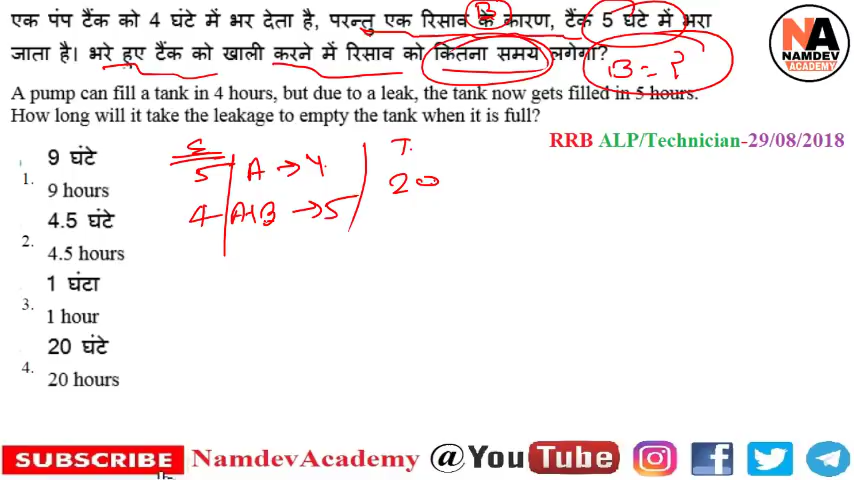 एक पंप टैंक को 4 घंटे में भर देता है, परन्तु एक रिसाव के कारण, टैंक 5 घंटे में भरा
जाता है। भरे हुए टैंक को खाली करने में रिसाव को कितना समय लगेगा?
B
B = ?
NA
NAMDEV
ACADEMY
A pump can fill a tank in 4 hours, but due to a leak, the tank now gets filled in 5 hours.
How long will it take the leakage to empty the tank when it is full?
RRB ALP/Technician-29/08/2018
1. 9 घंटे
9 hours
2. 4.5 घंटे
4.5 hours
3. 1 घंटा
1 hour
4. 20 घंटे
20 hours
E T.
5 A → 4 20
4 A+B → 5
SUBSCRIBE NamdevAcademy @YouTube